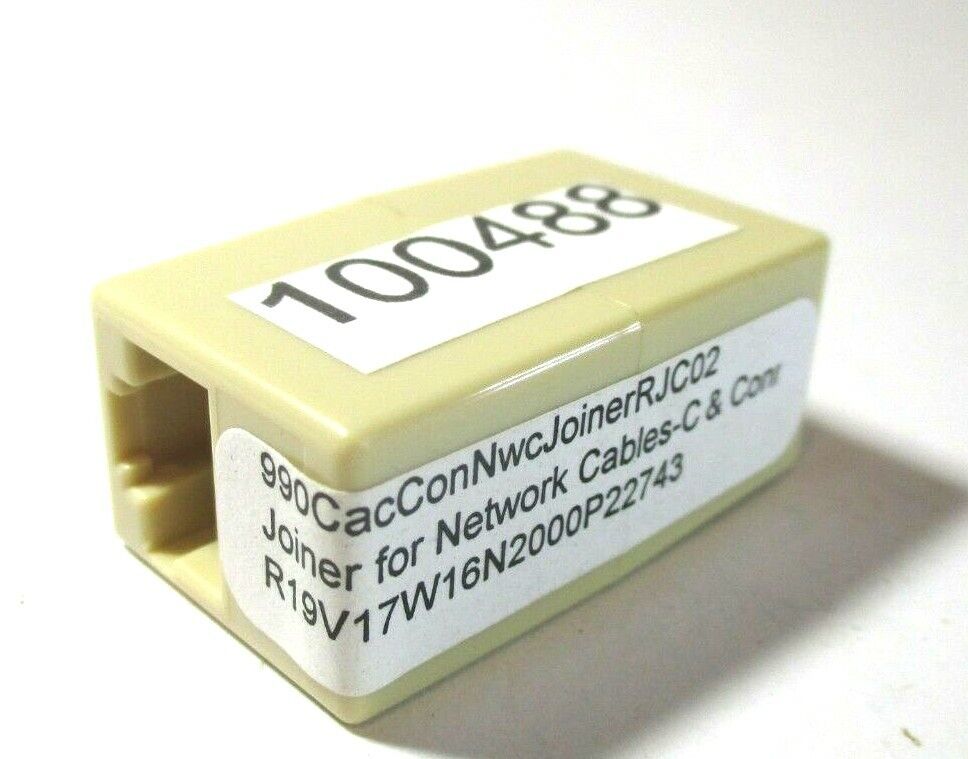 100488
990CacConNwcJoinerRJC02
Joiner for Network Cables-C & Conr
R19V17W16N2000P22743